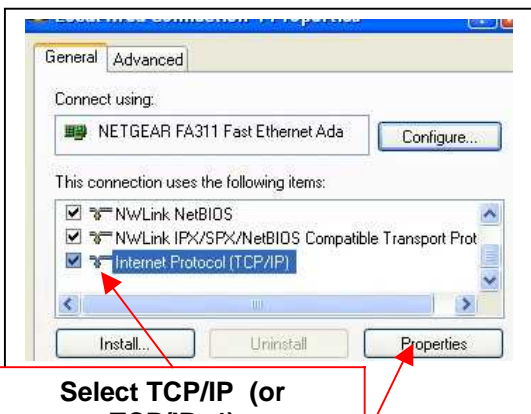 General Advanced
Connect using:
NETGEAR FA311 Fast Ethernet Ada Configure...
This connection uses the following items:
NWLink NetBIOS
NWLink IPX/SPX/NetBIOS Compatible Transport Prot
Internet Protocol (TCP/IP)
Install... Uninstall Properties
Select TCP/IP (or